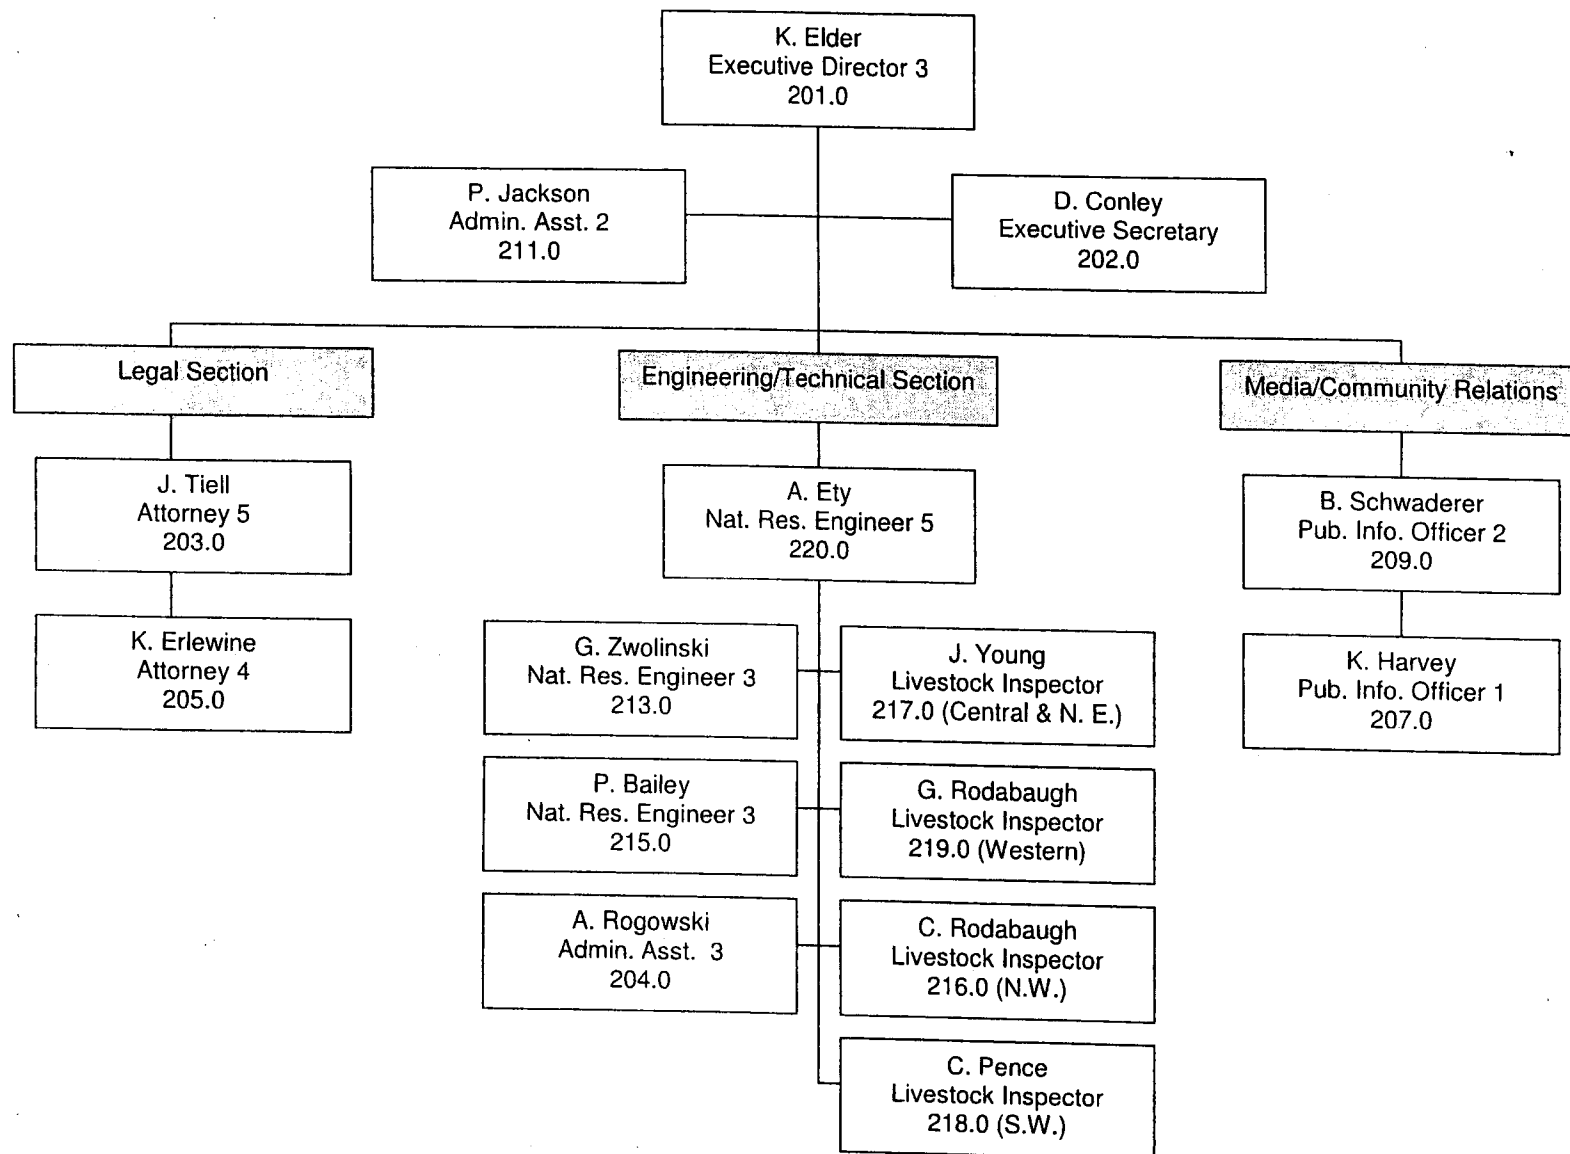 K. Elder
Executive Director 3
201.0
P. Jackson
Admin. Asst. 2
211.0
D. Conley
Executive Secretary
202.0
Legal Section
Engineering/Technical Section
Media/Community Relations
J. Tiell
Attorney 5
203.0
A. Ety
Nat. Res. Engineer 5
220.0
B. Schwaderer
Pub. Info. Officer 2
209.0
K. Erlewine
Attorney 4
205.0
G. Zwolinski
Nat. Res. Engineer 3
213.0
J. Young
Livestock Inspector
217.0 (Central & N. E.)
K. Harvey
Pub. Info. Officer 1
207.0
P. Bailey
Nat. Res. Engineer 3
215.0
G. Rodabaugh
Livestock Inspector
219.0 (Western)
A. Rogowski
Admin. Asst. 3
204.0
C. Rodabaugh
Livestock Inspector
216.0 (N.W.)
C. Pence
Livestock Inspector
218.0 (S.W.)